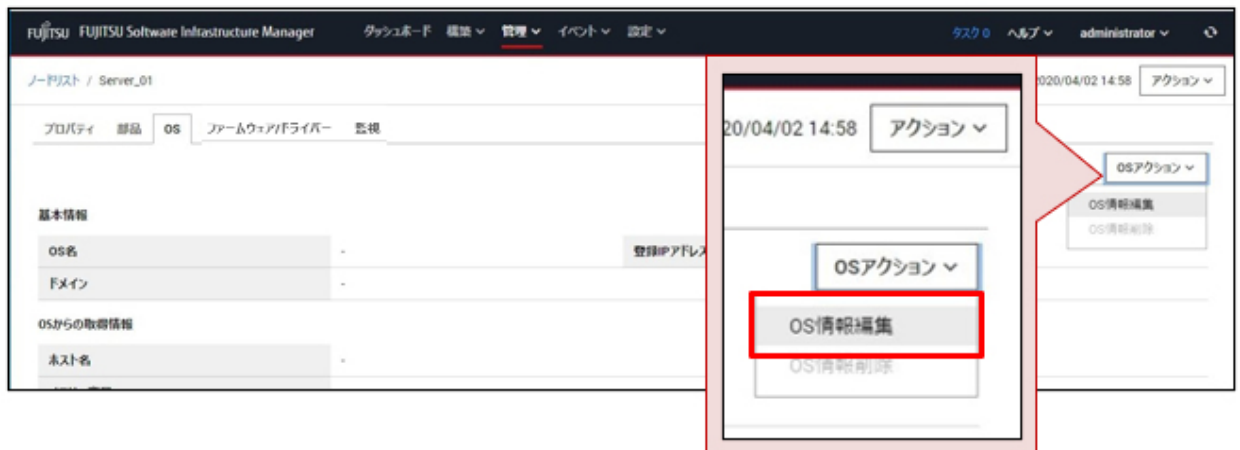 FUJITSU FUJITSU Software Infrastructure Manager ダッシュボード 構築 管理 イベント 設定 タスク 0 ヘルプ administrator
ノードリスト / Server_01 2020/04/02 14:58 アクション
プロパティ 部品 OS ファームウェア/ドライバー 監視
OSアクション
OS情報編集
OS情報削除
基本情報
OS名 - 登録IPアドレス
ドメイン -
OSからの取得情報
ホスト名 -
20/04/02 14:58 アクション
OSアクション
OS情報編集
OS情報削除